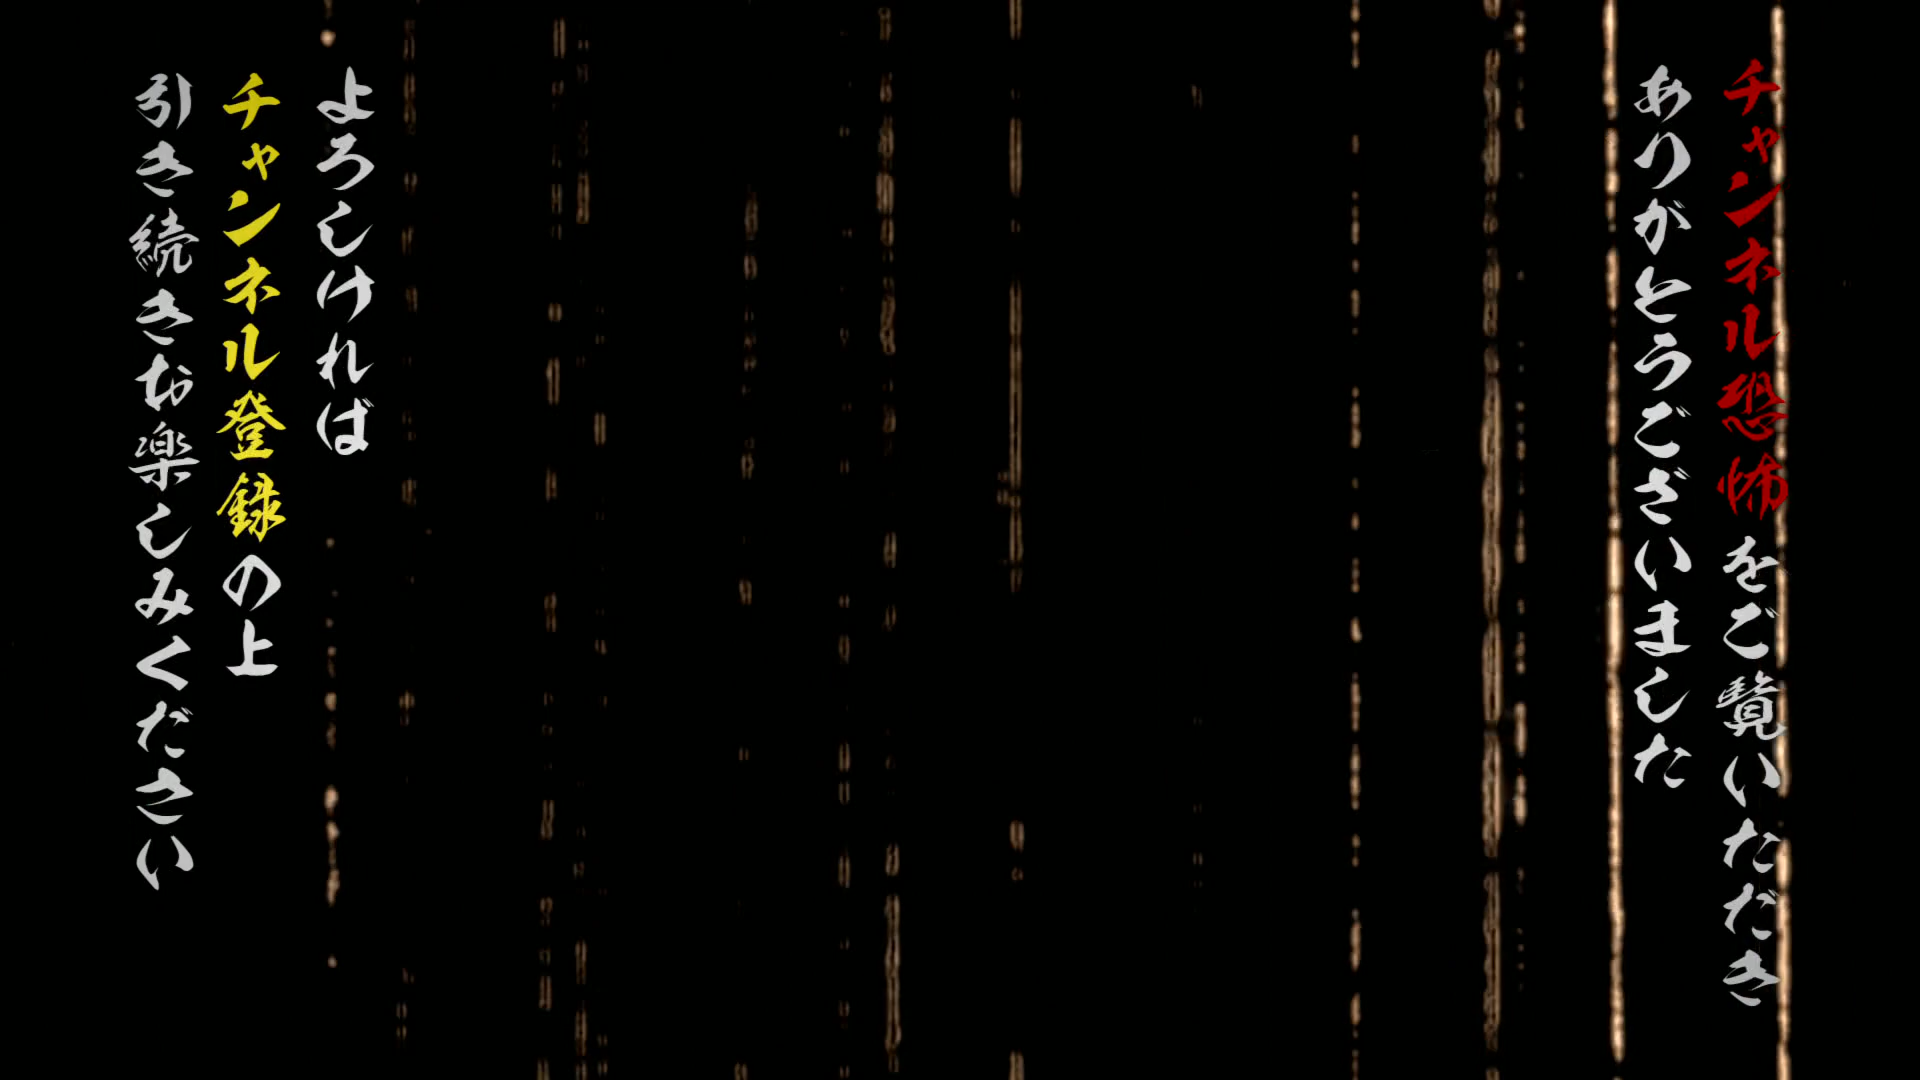 チャンネル恐怖をご覧いただき
ありがとうございました
よろしければ
チャンネル登録の上
引き続きお楽しみください